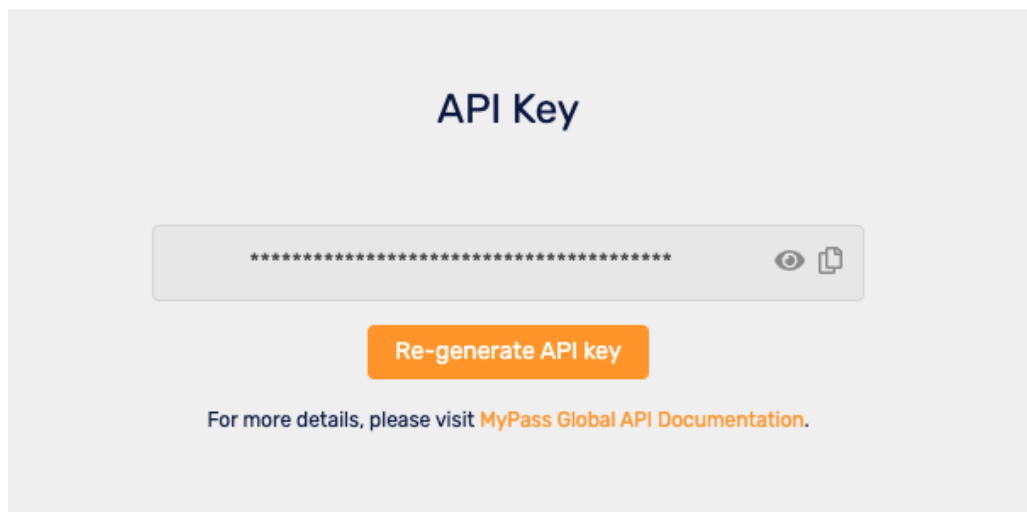 API Key
****************************************
Re-generate API key
For more details, please visit MyPass Global API Documentation.